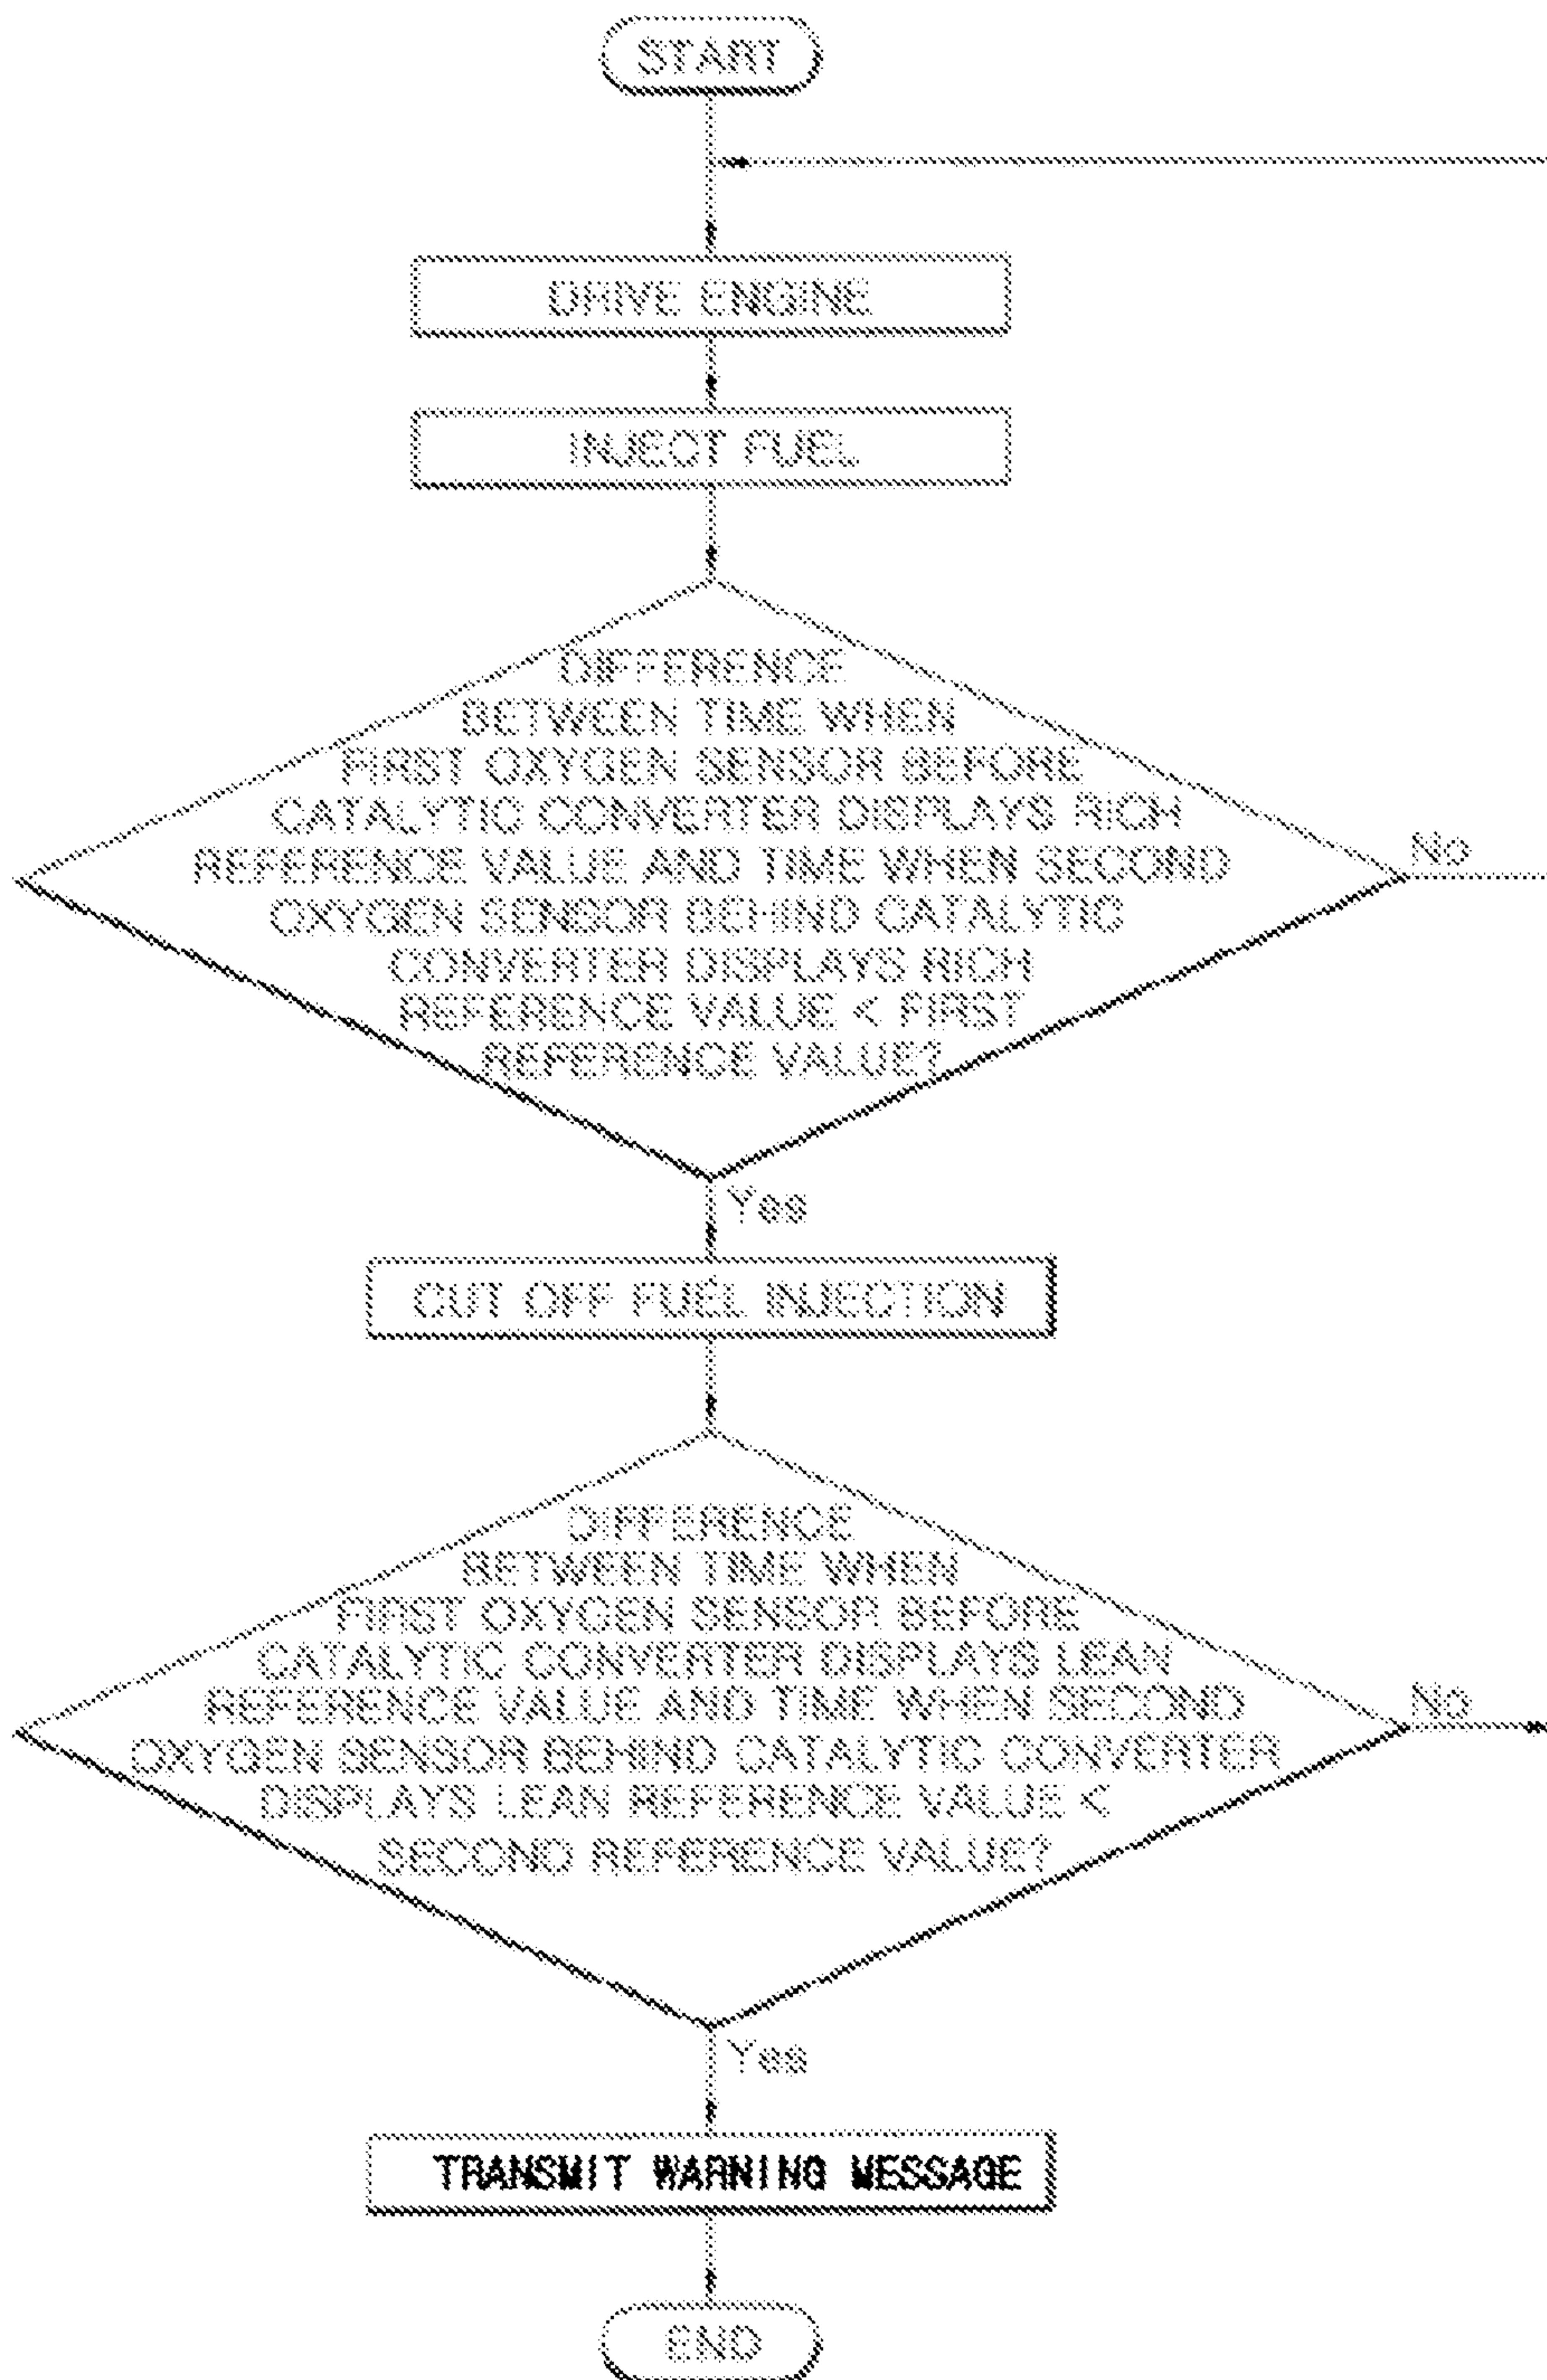 START
DRIVE ENGINE
INJECT FUEL
DIFFERENCE
BETWEEN TIME WHEN
FIRST OXYGEN SENSOR BEFORE
CATALYTIC CONVERTER DISPLAYS RICH
REFERENCE VALUE AND TIME WHEN SECOND
OXYGEN SENSOR BEHIND CATALYTIC
CONVERTER DISPLAYS RICH
REFERENCE VALUE < FIRST
REFERENCE VALUE?
No
Yes
CUT OFF FUEL INJECTION
DIFFERENCE
BETWEEN TIME WHEN
FIRST OXYGEN SENSOR BEFORE
CATALYTIC CONVERTER DISPLAYS LEAN
REFERENCE VALUE AND TIME WHEN SECOND
OXYGEN SENSOR BEHIND CATALYTIC CONVERTER
DISPLAYS LEAN REFERENCE VALUE <
SECOND REFERENCE VALUE?
No
Yes
TRANSMIT WARNING MESSAGE
END